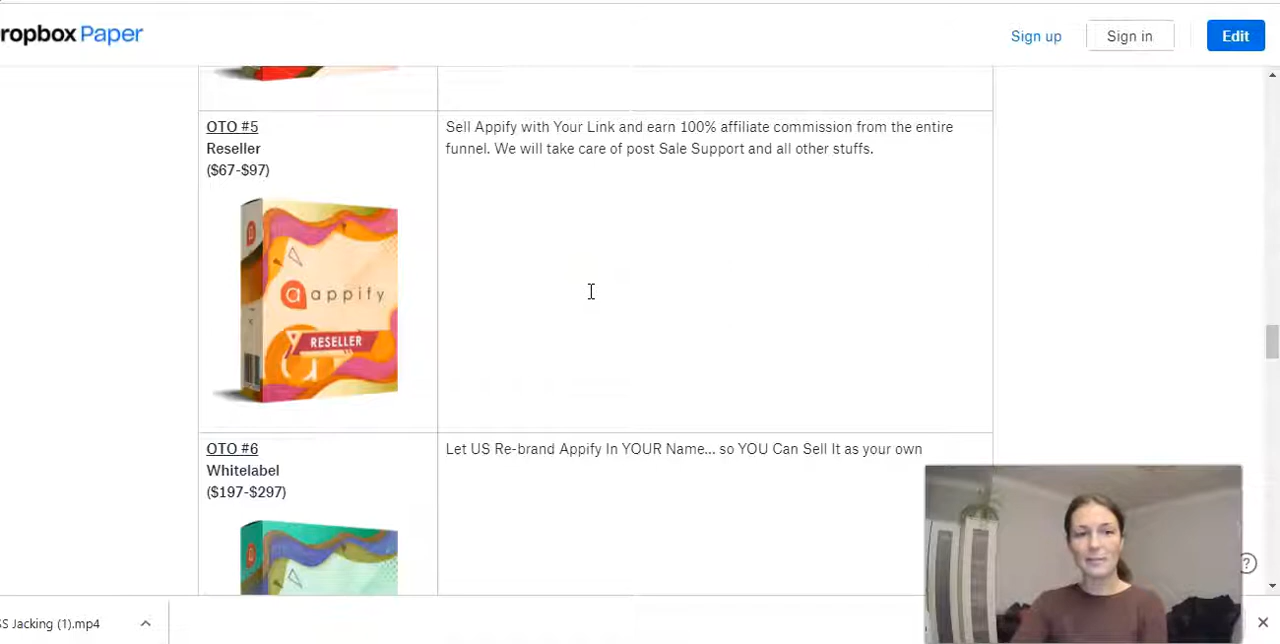 ropbox Paper
Sign up
Sign in
Edit
OTO #5
Reseller
($67-$97)
Sell Appify with Your Link and earn 100% affiliate commission from the entire
funnel. We will take care of post Sale Support and all other stuffs.
a appify
RESELLER
OTO #6
Whitelabel
($197-$297)
Let US Re-brand Appify In YOUR Name... so YOU Can Sell It as your own
?
SS Jacking (1).mp4